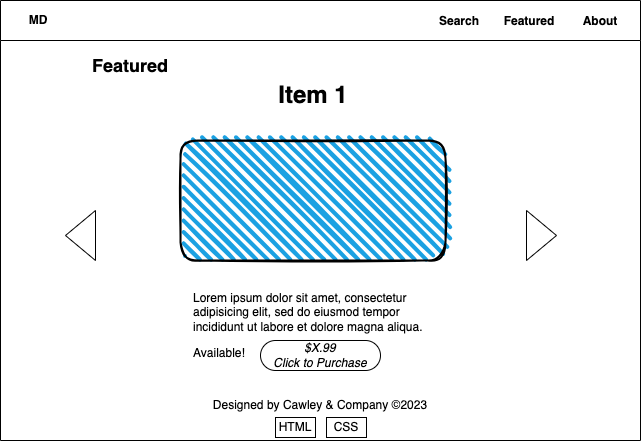 MD
Search Featured About
Featured
Item 1
Lorem ipsum dolor sit amet, consectetur
adipisicing elit, sed do eiusmod tempor
incididunt ut labore et dolore magna aliqua.
Available!
$X.99
Click to Purchase
Designed by Cawley & Company ©2023
HTML CSS